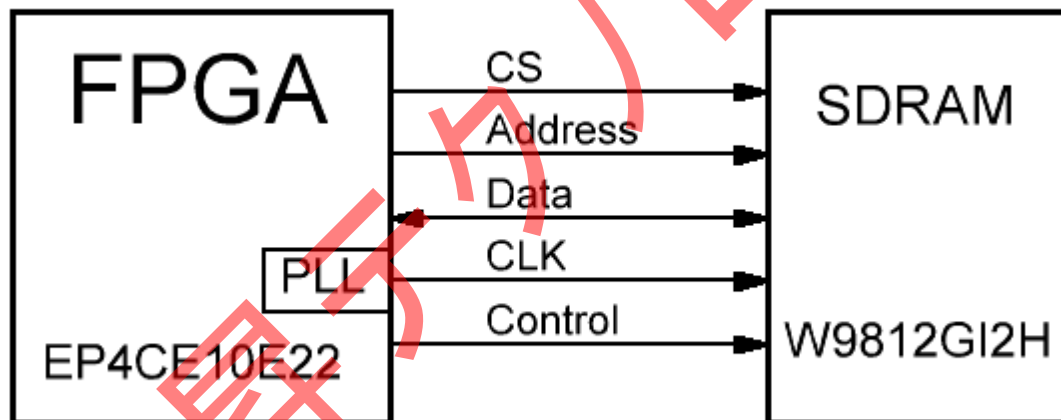 FPGA
CS
SDRAM
Address
Data
PLL
CLK
Control
EP4CE10E22
W9812GI2H